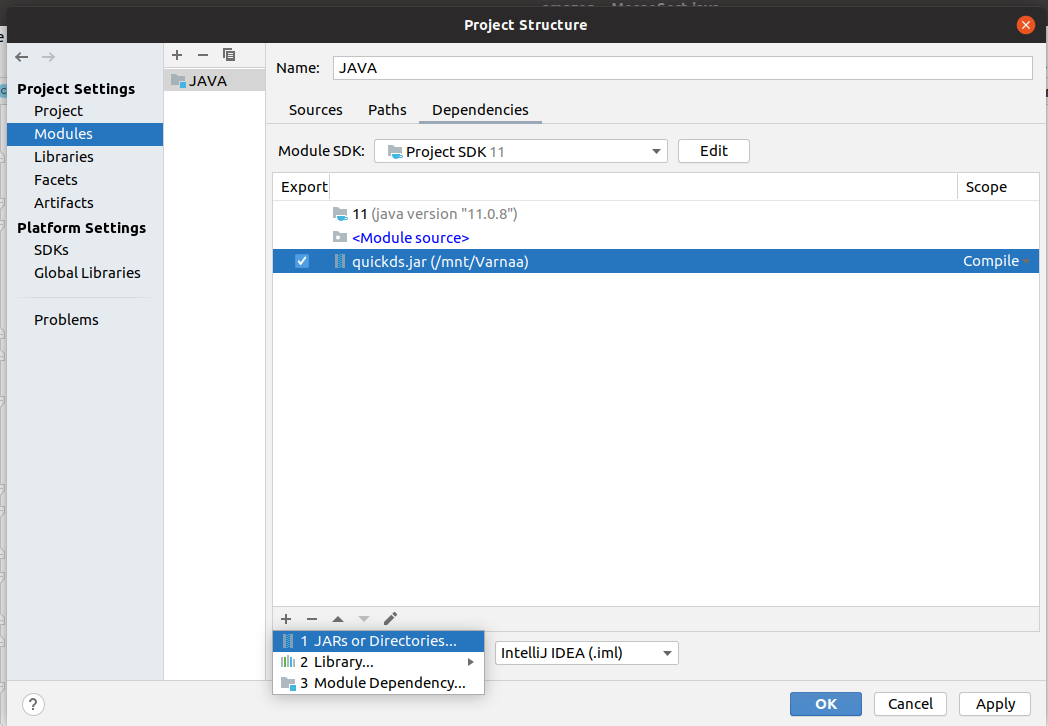 Project Structure
Name: JAVA
JAVA
Project Settings
Project
Modules
Libraries
Facets
Artifacts
Platform Settings
SDKs
Global Libraries
Problems
Sources Paths Dependencies
Module SDK: Project SDK 11 Edit
Export Scope
11 (java version "11.0.8")
<Module source>
quickds.jar (/mnt/Varnaa) Compile
1 JARs or Directories...
2 Library...
3 Module Dependency...
IntelliJ IDEA (.iml)
? OK Cancel Apply